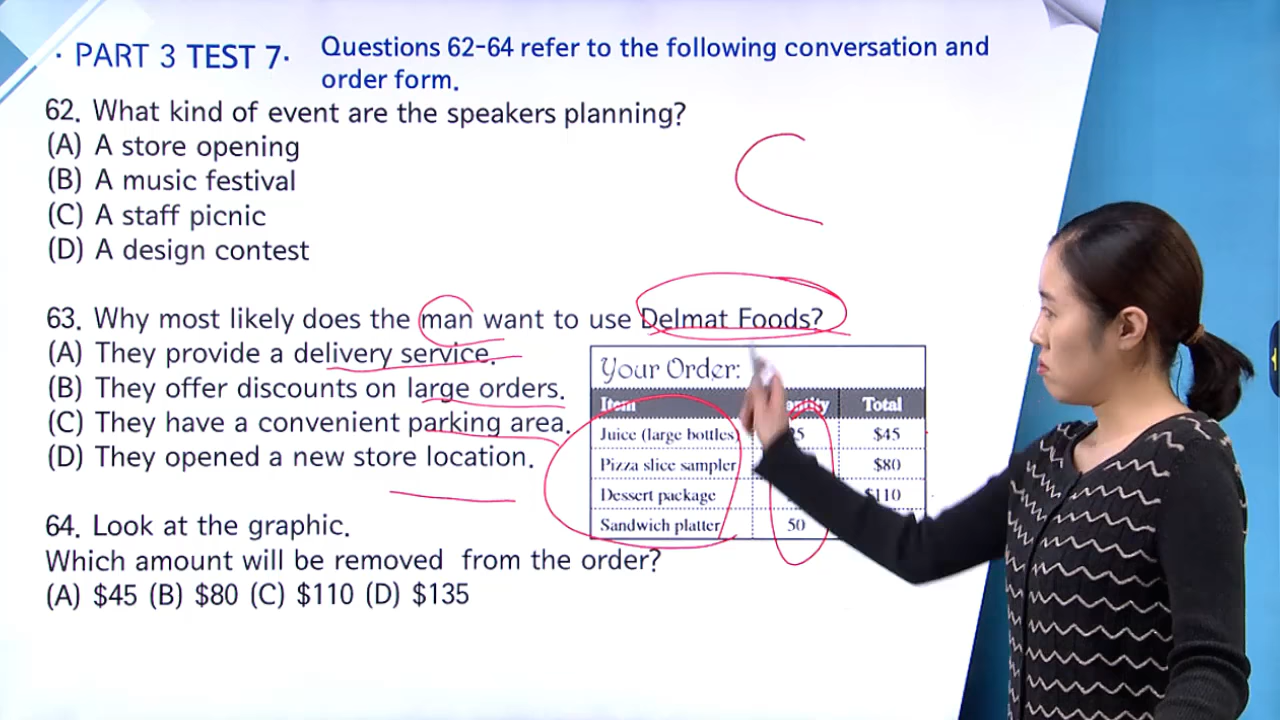 · PART 3 TEST 7·
Questions 62-64 refer to the following conversation and
order form.
62. What kind of event are the speakers planning?
(A) A store opening
(B) A music festival
(C) A staff picnic
(D) A design contest
63. Why most likely does the man want to use Delmat Foods?
(A) They provide a delivery service.
(B) They offer discounts on large orders.
(C) They have a convenient parking area.
(D) They opened a new store location.
Your Order:
Item Total
Juice (large bottles) $45
Pizza slice sampler $80
Dessert package $110
Sandwich platter 50
64. Look at the graphic.
Which amount will be removed from the order?
(A) $45 (B) $80 (C) $110 (D) $135